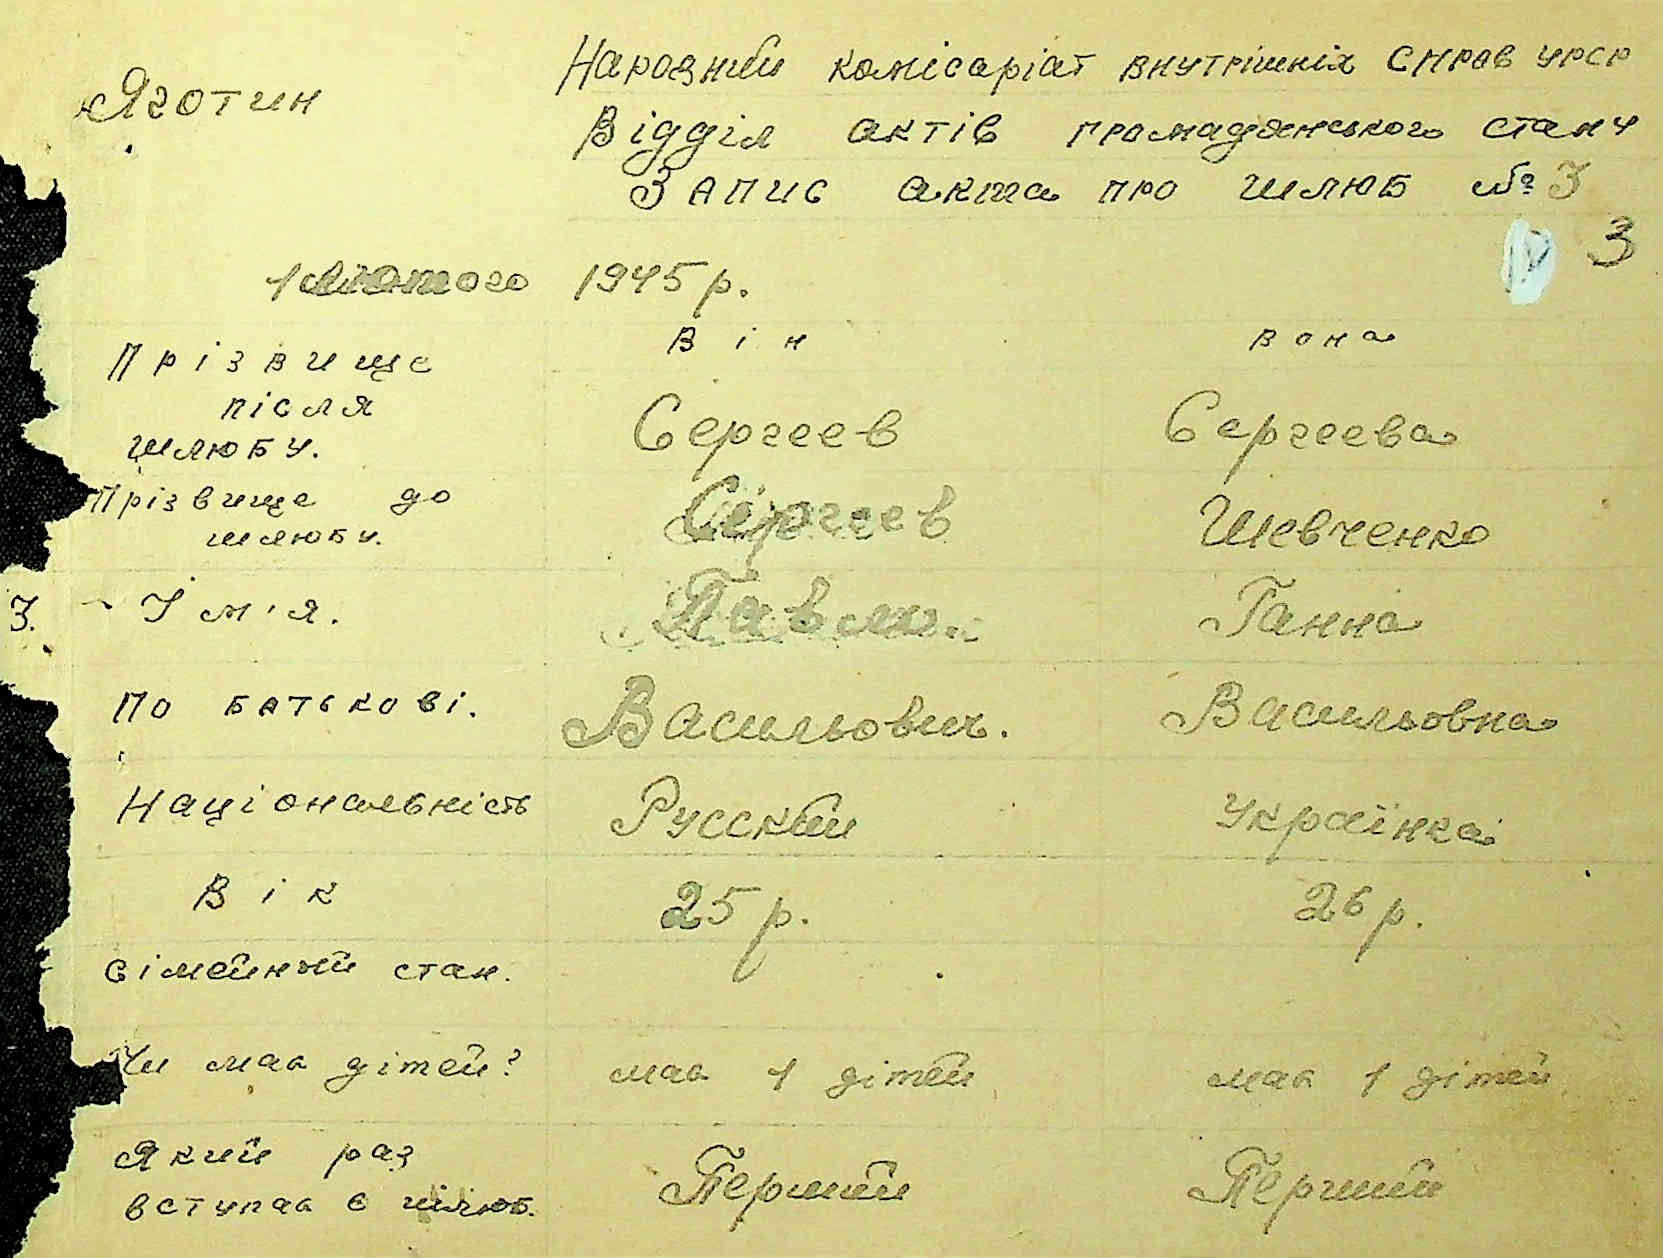 Яготин
Народний комісаріат внутрішніх справ УРСР
Відділ актів громадянського стану
Запис акта про шлюб № 3
3
1 Лютого 1945 р.
Він Вона
Прізвище після шлюбу. Сергеев Сергеева
Прізвище до шлюбу. Сергеев Шевченко
3. Ім'я. Павло. Ганна
По батькові. Васильович. Васильовна
Національність Русский Українка
Вік 25 р. 26 р.
Сімейний стан.
Чи має дітей? має 1 дітей має 1 дітей
Який раз вступає в шлюб. Перший Перший